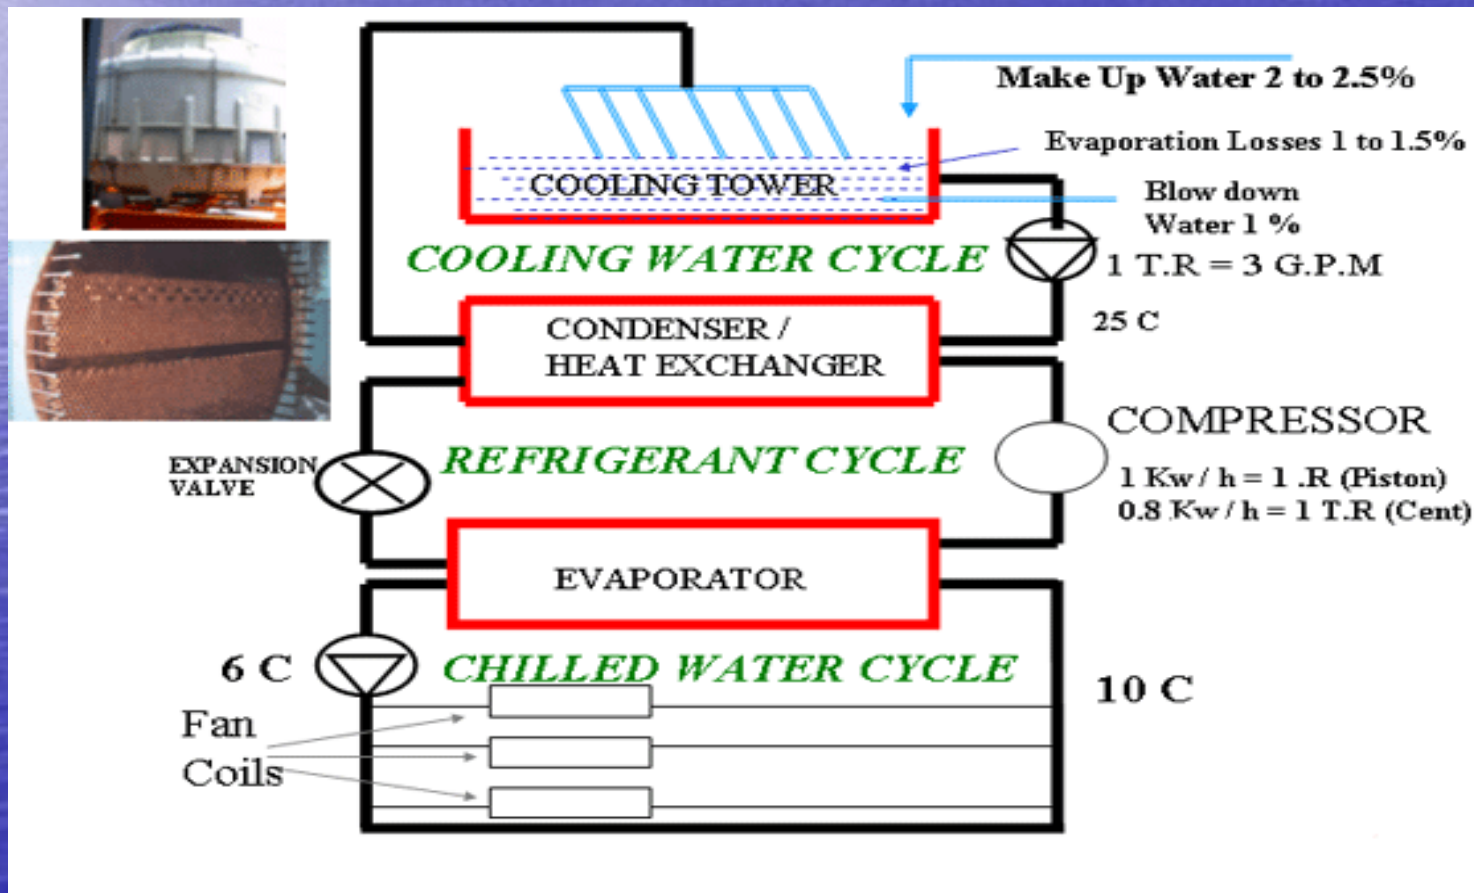 Make Up Water 2 to 2.5%
Evaporation Losses 1 to 1.5%
COOLING TOWER
Blow down
Water 1 %
COOLING WATER CYCLE
1 T.R = 3 G.P.M
CONDENSER /
HEAT EXCHANGER
25 C
COMPRESSOR
EXPANSION
VALVE
REFRIGERANT CYCLE
1 Kw / h = 1 .R (Piston)
0.8 Kw / h = 1 T.R (Cent)
EVAPORATOR
6 C
CHILLED WATER CYCLE
10 C
Fan
Coils